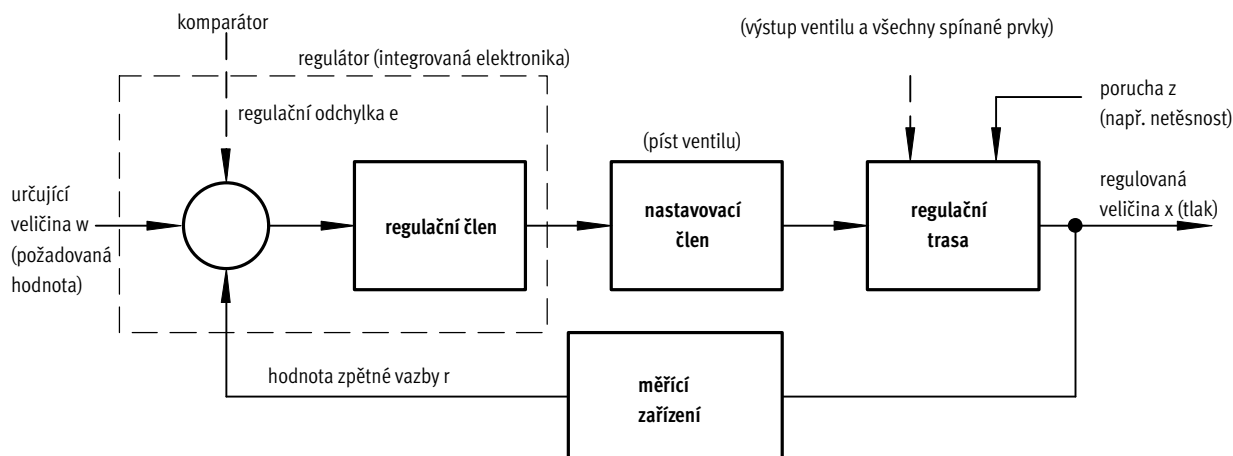 komparátor
(výstup ventilu a všechny spínané prvky)
regulátor (integrovaná elektronika)
regulační odchylka e
porucha z
(např. netěsnost)
(píst ventilu)
určující
veličina w
(požadovaná
hodnota)
regulační člen
nastavovací
člen
regulační
trasa
regulovaná
veličina x (tlak)
hodnota zpětné vazby r
měřící
zařízení